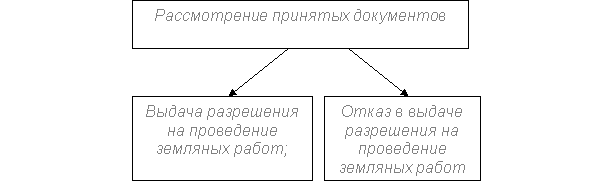 Рассмотрение принятых документов
Выдача разрешения
на проведение
земляных работ;
Отказ в выдаче
разрешения на
проведение
земляных работ